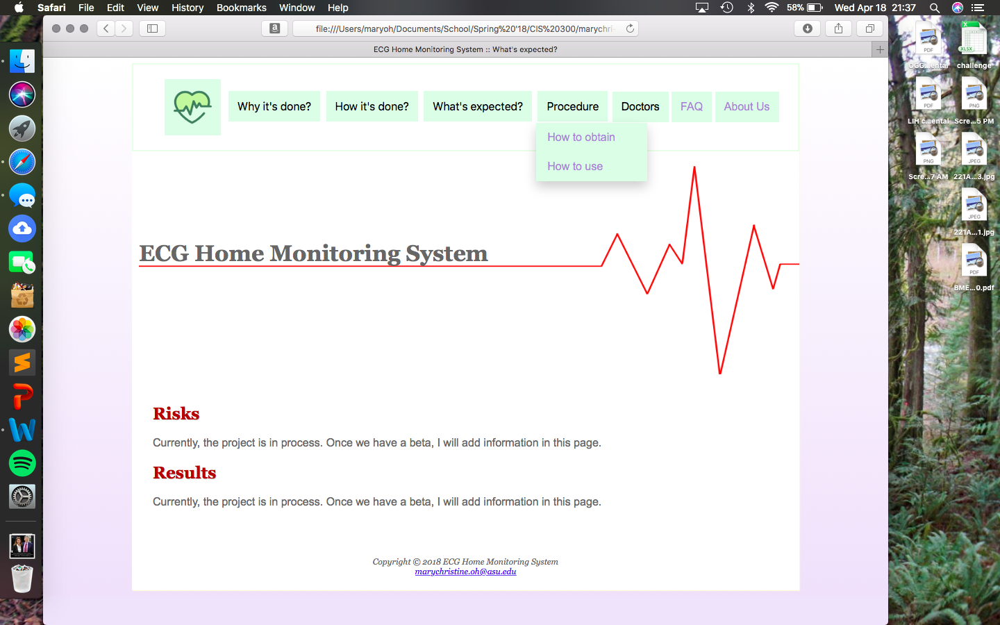 Safari File Edit View History Bookmarks Window Help 58% Wed Apr 18 21:37
file:///Users/maryoh/Documents/School/Spring%20'18/CIS%20300/marychri
ECG Home Monitoring System :: What's expected?
Why it's done? How it's done? What's expected? Procedure Doctors FAQ About Us
How to obtain
How to use
ECG Home Monitoring System
Risks
Currently, the project is in process. Once we have a beta, I will add information in this page.
Results
Currently, the project is in process. Once we have a beta, I will add information in this page.
Copyright © 2018 ECG Home Monitoring System
marychristine.oh@asu.edu
PDF
XLSX
OGG...ental challenge
PDF PNG
LIH c...ental Scre...5 PM
PNG JPEG
Scre...7 AM 221A...3.jpg
JPEG
221A...1.jpg
PDF
BME...0.pdf